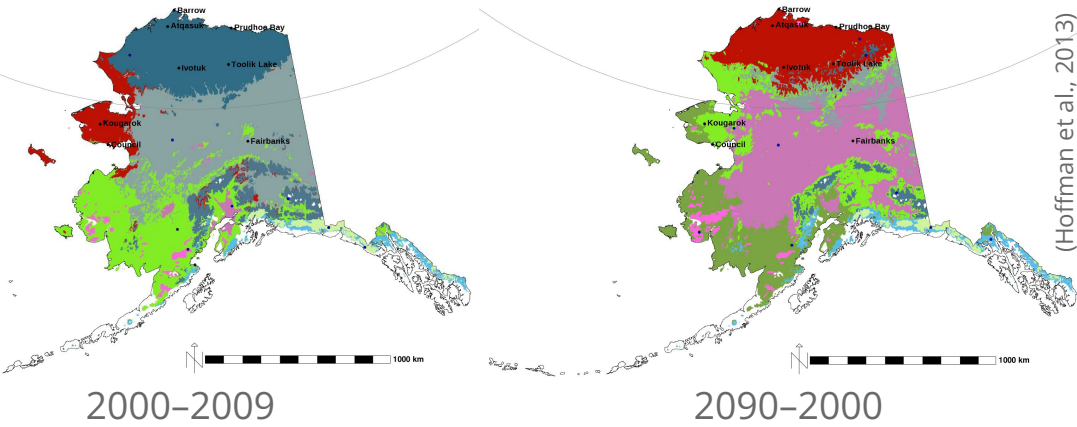 Barrow
Atqasuk
Prudhoe Bay
Ivotuk
Toolik Lake
Kougarok
Council
Fairbanks
N
1000 km
2000–2009
Barrow
Atqasuk
Prudhoe Bay
Ivotuk
Toolik Lake
Kougarok
Council
Fairbanks
N
1000 km
2090–2000
(Hoffman et al., 2013)